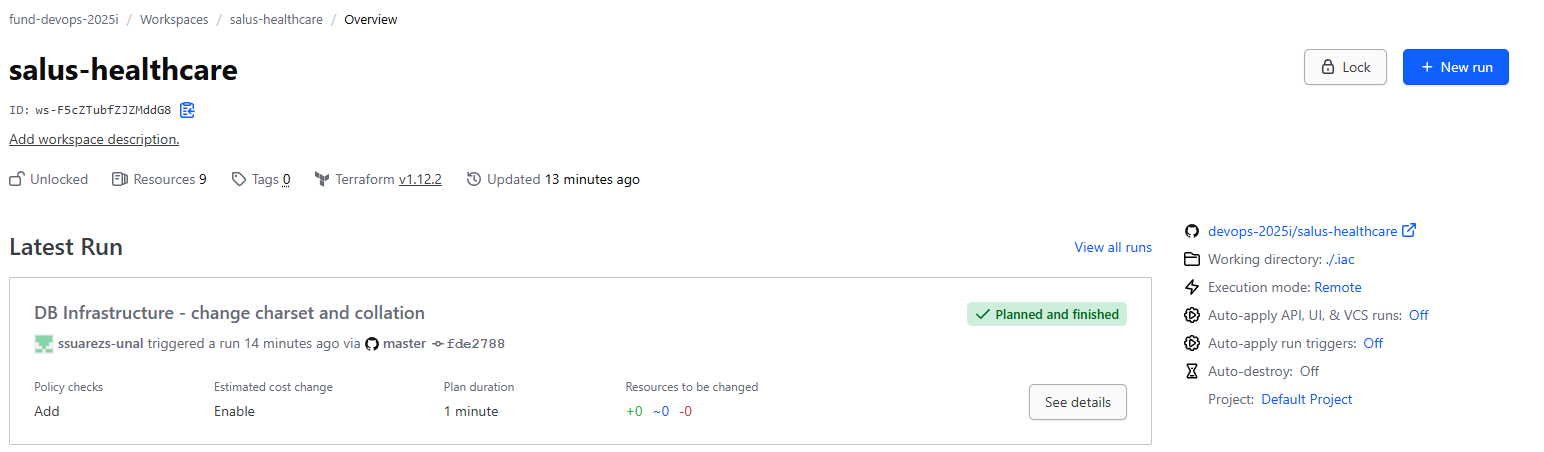 fund-devops-2025i / Workspaces / salus-healthcare / Overview
salus-healthcare
Lock
+ New run
ID: ws-F5cZTubfZJZMddG8
Add workspace description.
Unlocked Resources 9 Tags 0 Terraform v1.12.2 Updated 13 minutes ago
Latest Run
View all runs
DB Infrastructure - change charset and collation
Planned and finished
ssuarezs-unal triggered a run 14 minutes ago via master fde2788
Policy checks Estimated cost change Plan duration Resources to be changed
Add Enable 1 minute +0 ~0 -0
See details
devops-2025i/salus-healthcare
Working directory: ./.iac
Execution mode: Remote
Auto-apply API, UI, & VCS runs: Off
Auto-apply run triggers: Off
Auto-destroy: Off
Project: Default Project